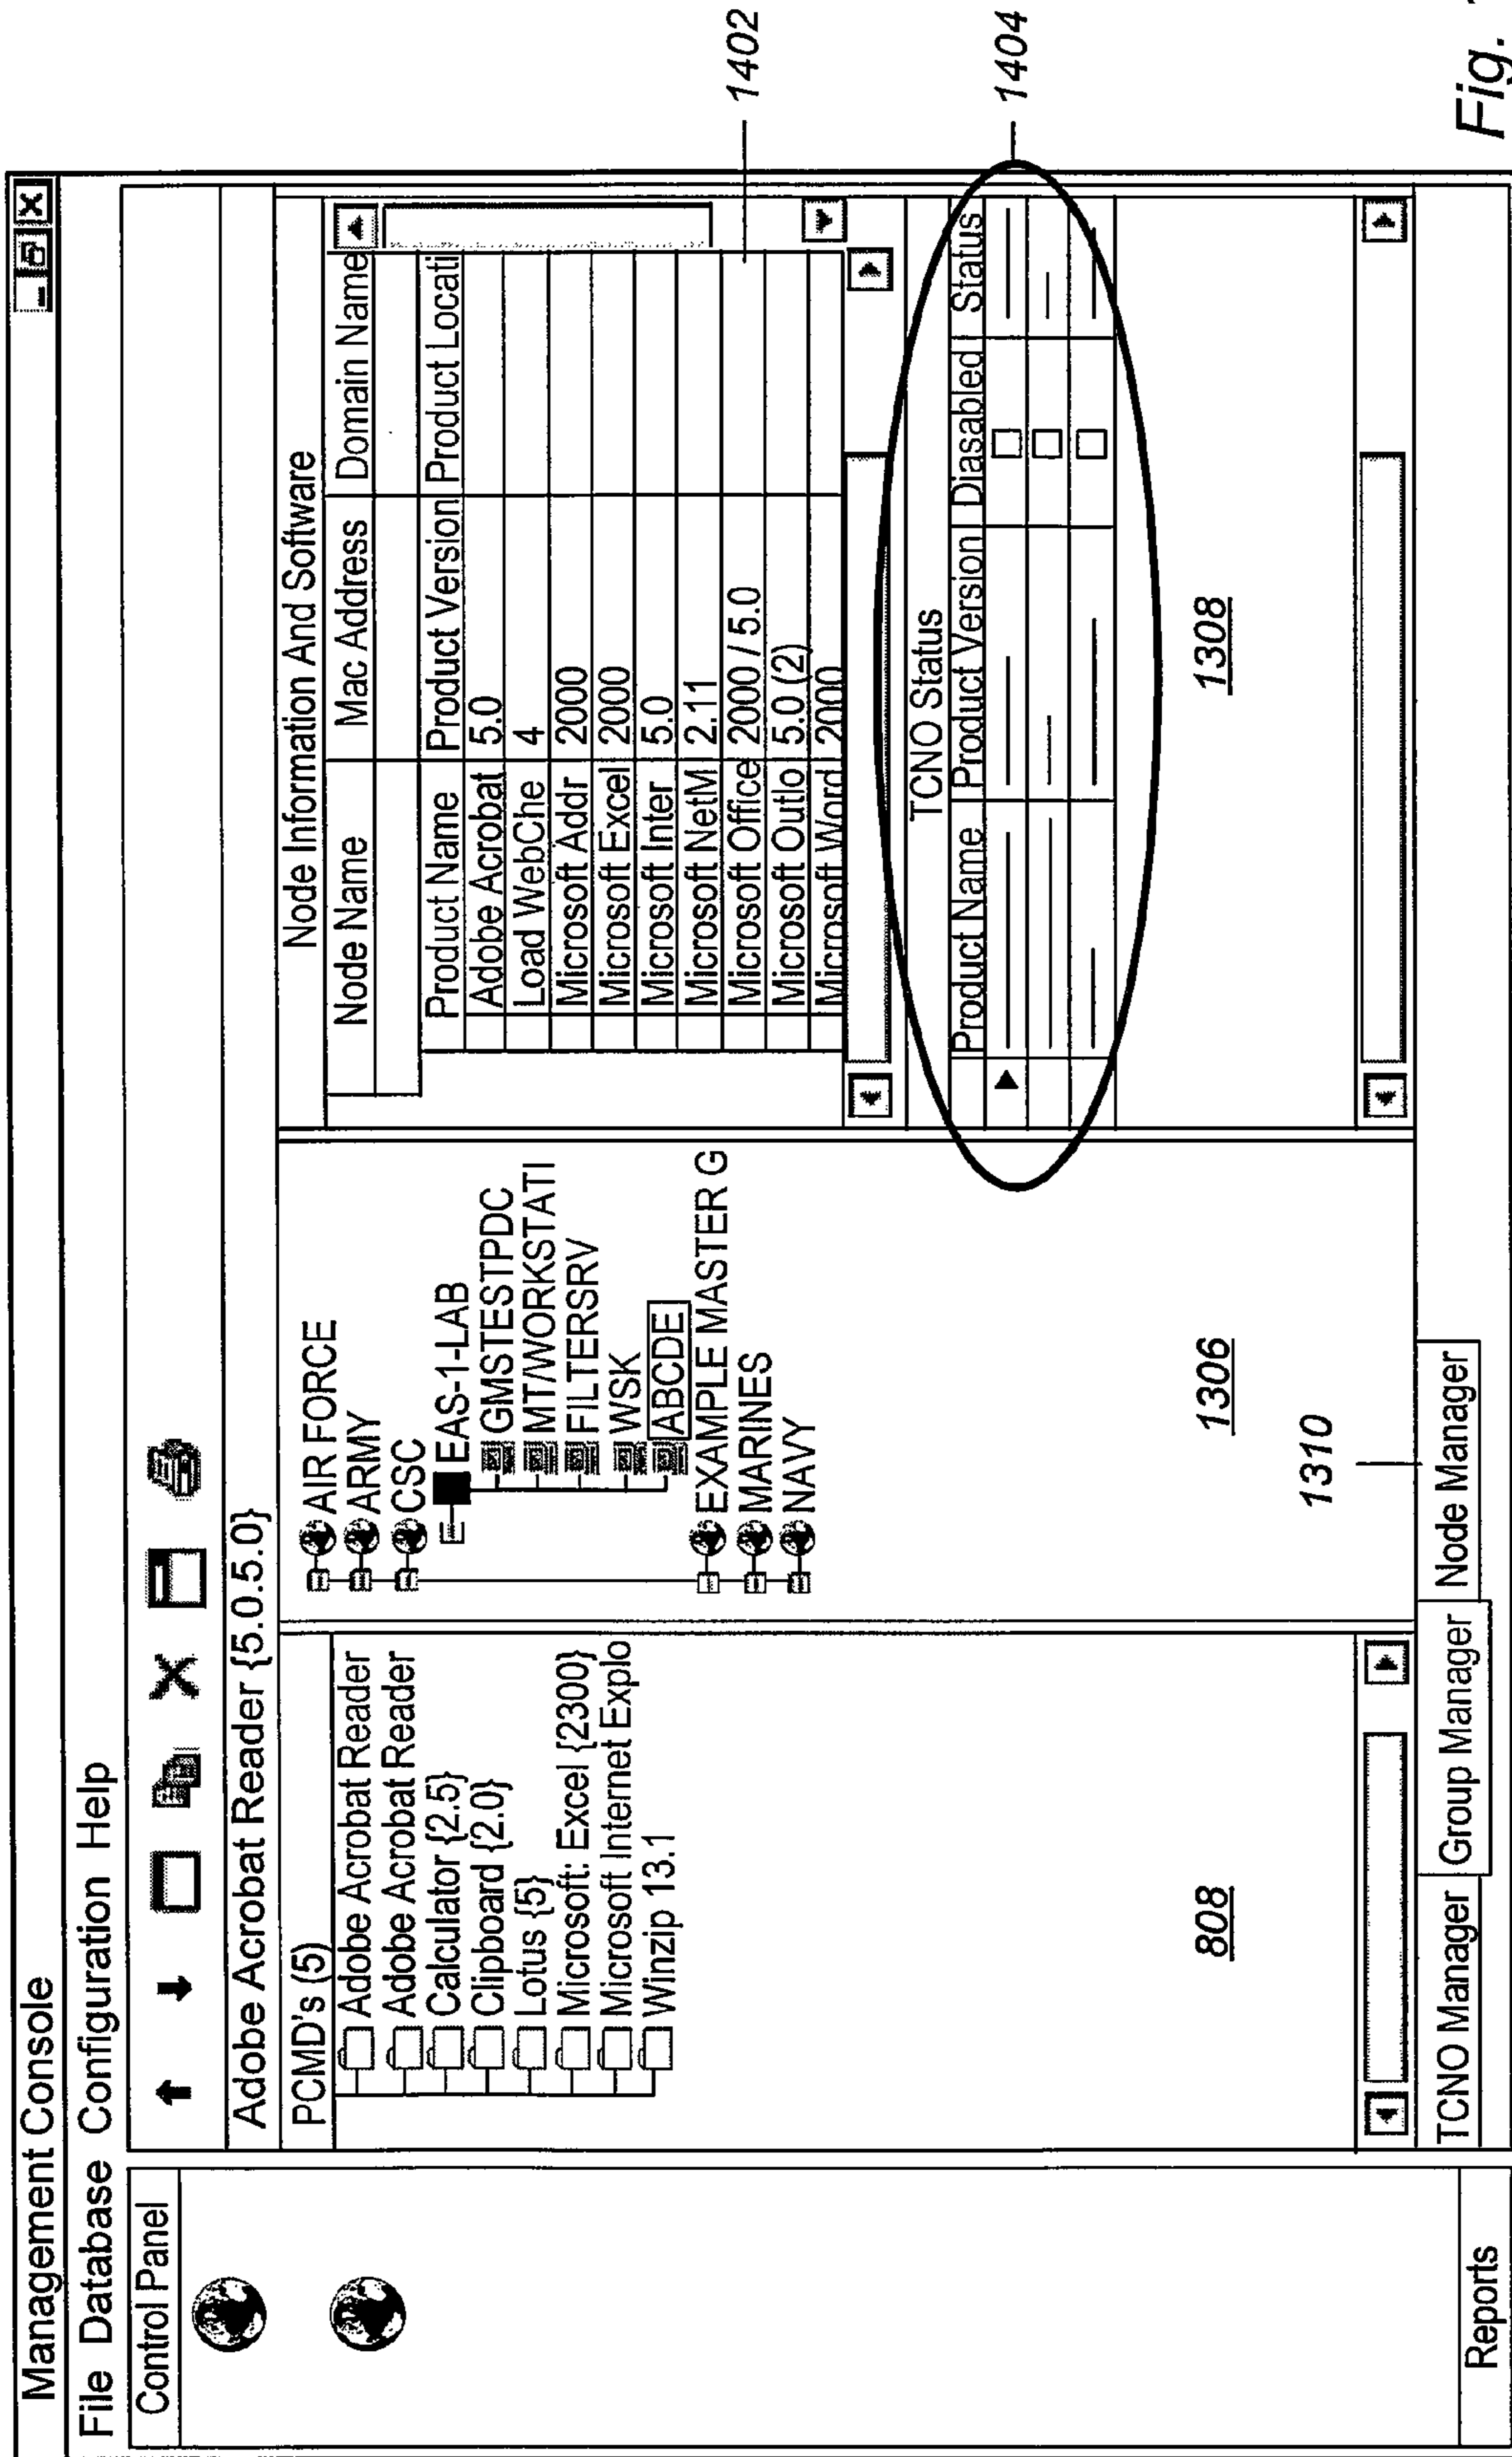 Management Console
File Database Configuration Help
Control Panel
Reports
Adobe Acrobat Reader {5.0.5.0}
PCMD's (5)
Adobe Acrobat Reader
Adobe Acrobat Reader
Calculator {2.5}
Clipboard {2.0}
Lotus {5}
Microsoft: Excel {2300}
Microsoft Internet Explo
Winzip 13.1
808
AIR FORCE
ARMY
CSC
EAS-1-LAB
GMSTESTPDC
MT/WORKSTATI
FILTERSRV
WSK
ABCDE
EXAMPLE MASTER G
MARINES
NAVY
1306
1310
Node Information And Software
Node Name Mac Address Domain Name
Product Name Product Version Product Locati
Adobe Acrobat 5.0
Load WebChe 4
Microsoft Addr 2000
Microsoft Excel 2000
Microsoft Inter 5.0
Microsoft NetM 2.11
Microsoft Office 2000 / 5.0
Microsoft Outlo 5.0 (2)
Microsoft Word 2000
1402
TCNO Status
Product Name Product Version Diasabled Status
1404
1308
TCNO Manager Group Manager Node Manager
Fig.